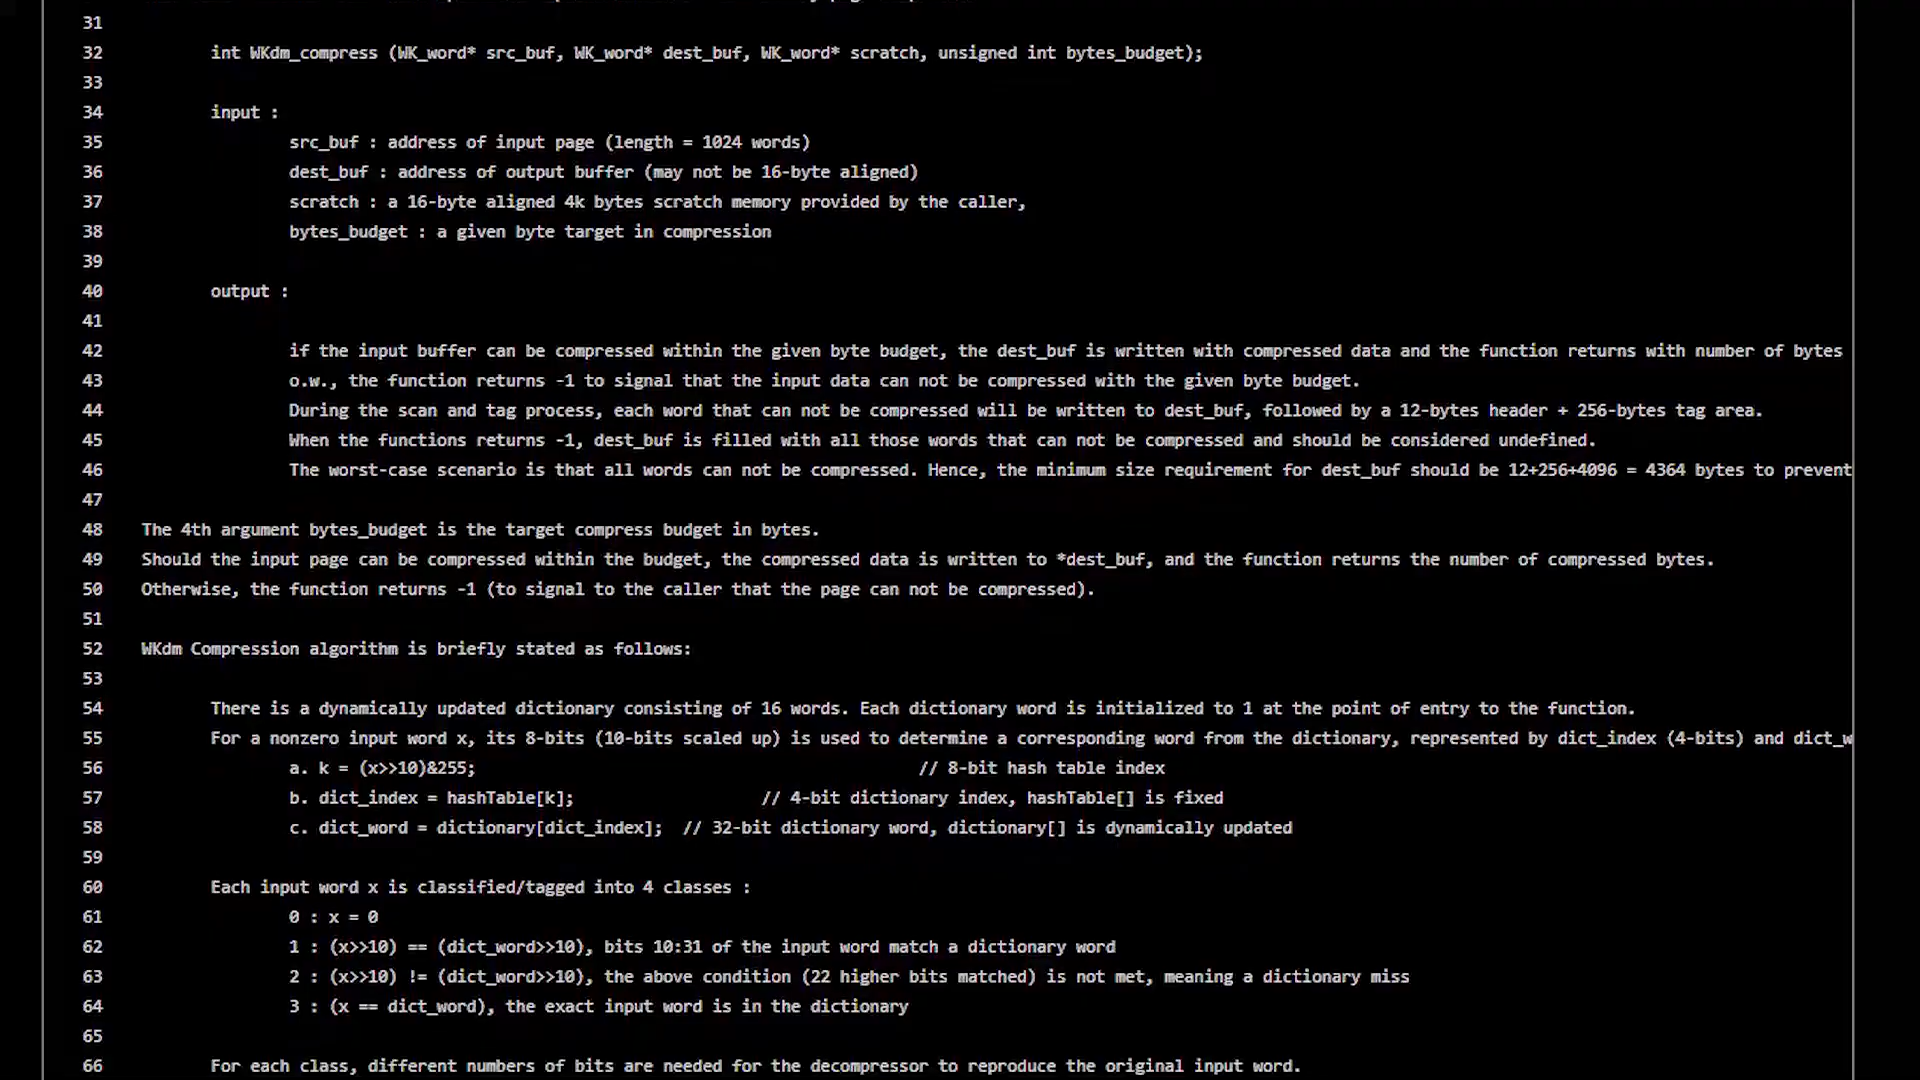 31
32 int WKdm_compress (WK_word* src_buf, WK_word* dest_buf, WK_word* scratch, unsigned int bytes_budget);
33
34 input :
35 src_buf : address of input page (length = 1024 words)
36 dest_buf : address of output buffer (may not be 16-byte aligned)
37 scratch : a 16-byte aligned 4k bytes scratch memory provided by the caller,
38 bytes_budget : a given byte target in compression
39
40 output :
41
42 if the input buffer can be compressed within the given byte budget, the dest_buf is written with compressed data and the function returns with number of bytes
43 o.w., the function returns -1 to signal that the input data can not be compressed with the given byte budget.
44 During the scan and tag process, each word that can not be compressed will be written to dest_buf, followed by a 12-bytes header + 256-bytes tag area.
45 When the functions returns -1, dest_buf is filled with all those words that can not be compressed and should be considered undefined.
46 The worst-case scenario is that all words can not be compressed. Hence, the minimum size requirement for dest_buf should be 12+256+4096 = 4364 bytes to prevent
47
48 The 4th argument bytes_budget is the target compress budget in bytes.
49 Should the input page can be compressed within the budget, the compressed data is written to *dest_buf, and the function returns the number of compressed bytes.
50 Otherwise, the function returns -1 (to signal to the caller that the page can not be compressed).
51
52 WKdm Compression algorithm is briefly stated as follows:
53
54 There is a dynamically updated dictionary consisting of 16 words. Each dictionary word is initialized to 1 at the point of entry to the function.
55 For a nonzero input word x, its 8-bits (10-bits scaled up) is used to determine a corresponding word from the dictionary, represented by dict_index (4-bits) and dict_w
56 a. k = (x>>10)&255; // 8-bit hash table index
57 b. dict_index = hashTable[k]; // 4-bit dictionary index, hashTable[] is fixed
58 c. dict_word = dictionary[dict_index]; // 32-bit dictionary word, dictionary[] is dynamically updated
59
60 Each input word x is classified/tagged into 4 classes :
61 0 : x = 0
62 1 : (x>>10) == (dict_word>>10), bits 10:31 of the input word match a dictionary word
63 2 : (x>>10) != (dict_word>>10), the above condition (22 higher bits matched) is not met, meaning a dictionary miss
64 3 : (x == dict_word), the exact input word is in the dictionary
65
66 For each class, different numbers of bits are needed for the decompressor to reproduce the original input word.